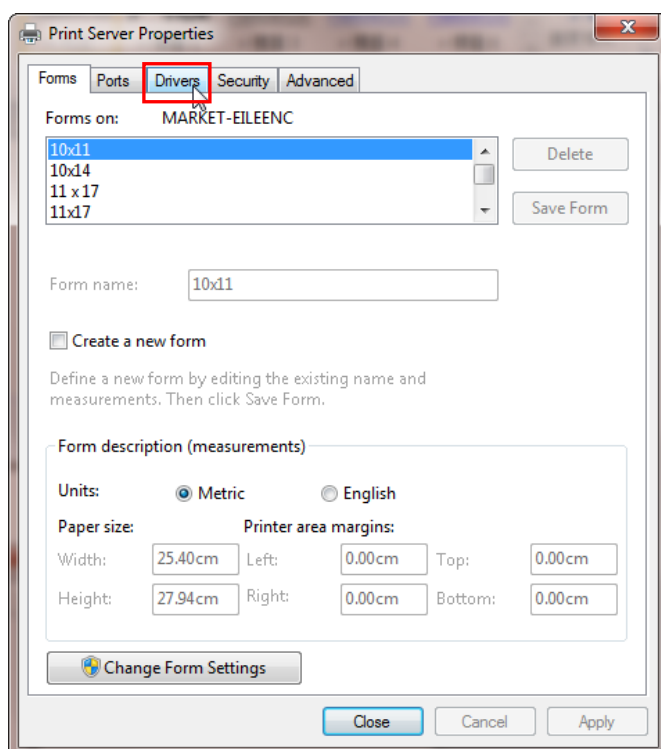 Print Server Properties
Forms Ports Drivers Security Advanced
Forms on: MARKET-EILEENC
10x11
10x14
11 x 17
11x17
Delete
Save Form
Form name: 10x11
Create a new form
Define a new form by editing the existing name and
measurements. Then click Save Form.
Form description (measurements)
Units: Metric English
Paper size: Printer area margins:
Width: 25.40cm Left: 0.00cm Top: 0.00cm
Height: 27.94cm Right: 0.00cm Bottom: 0.00cm
Change Form Settings
Close Cancel Apply